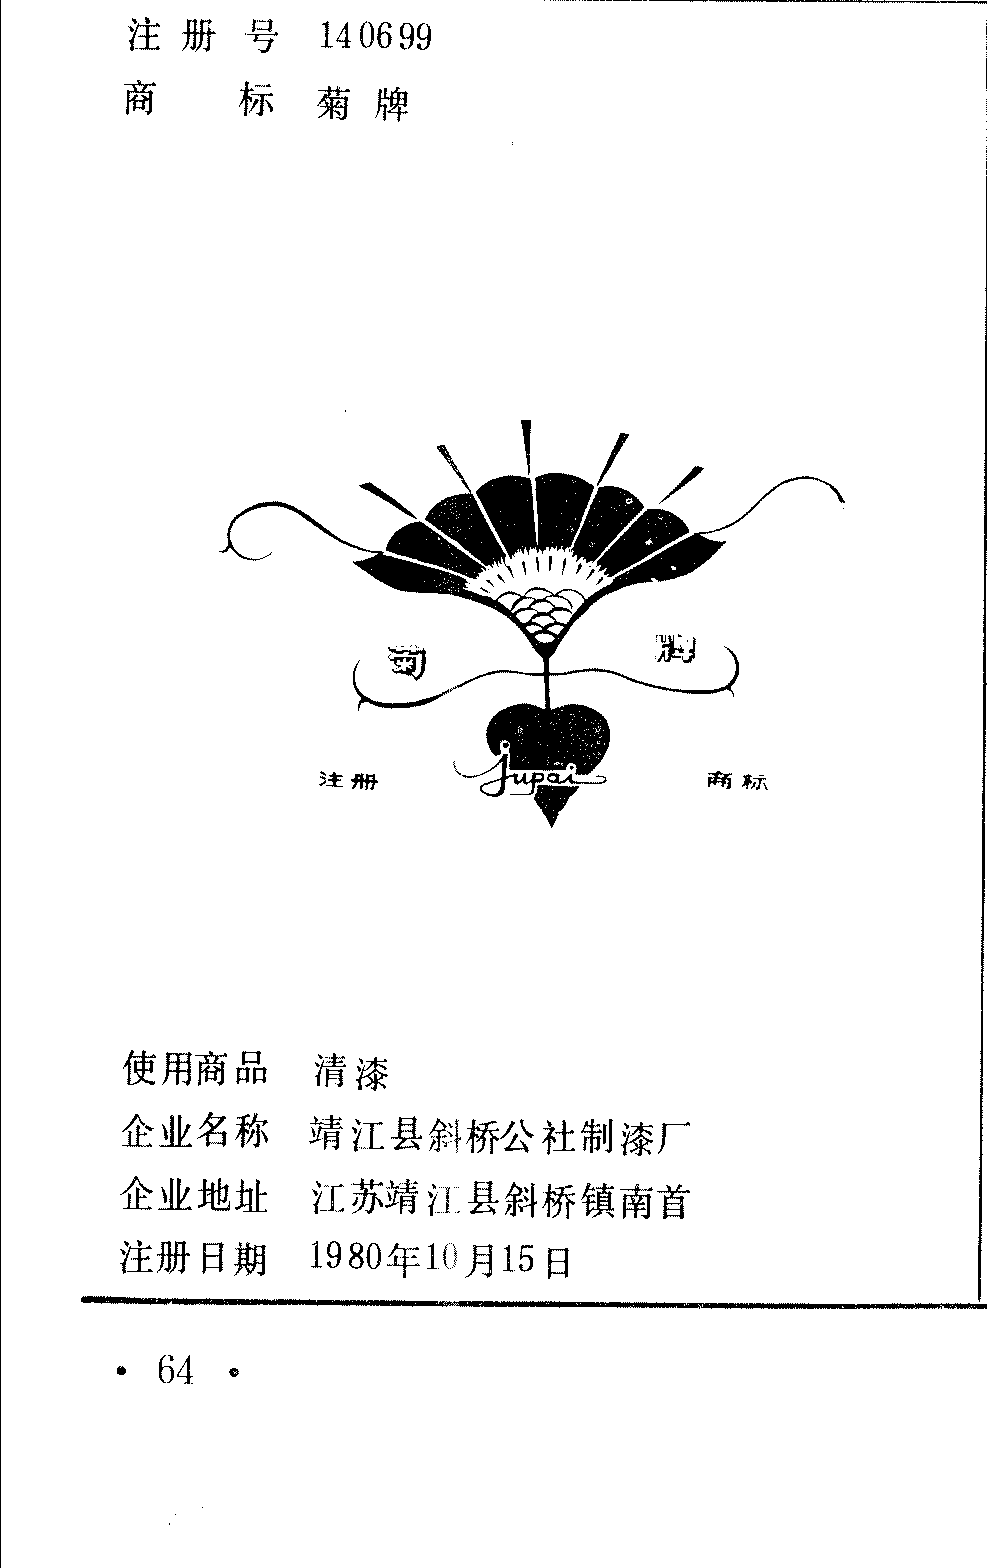 注册号 140699
商标 菊牌
菊 牌
注册 jupai 商标
使用商品 清漆
企业名称 靖江县斜桥公社制漆厂
企业地址 江苏靖江县斜桥镇南首
注册日期 1980年10月15日
· 64 ·